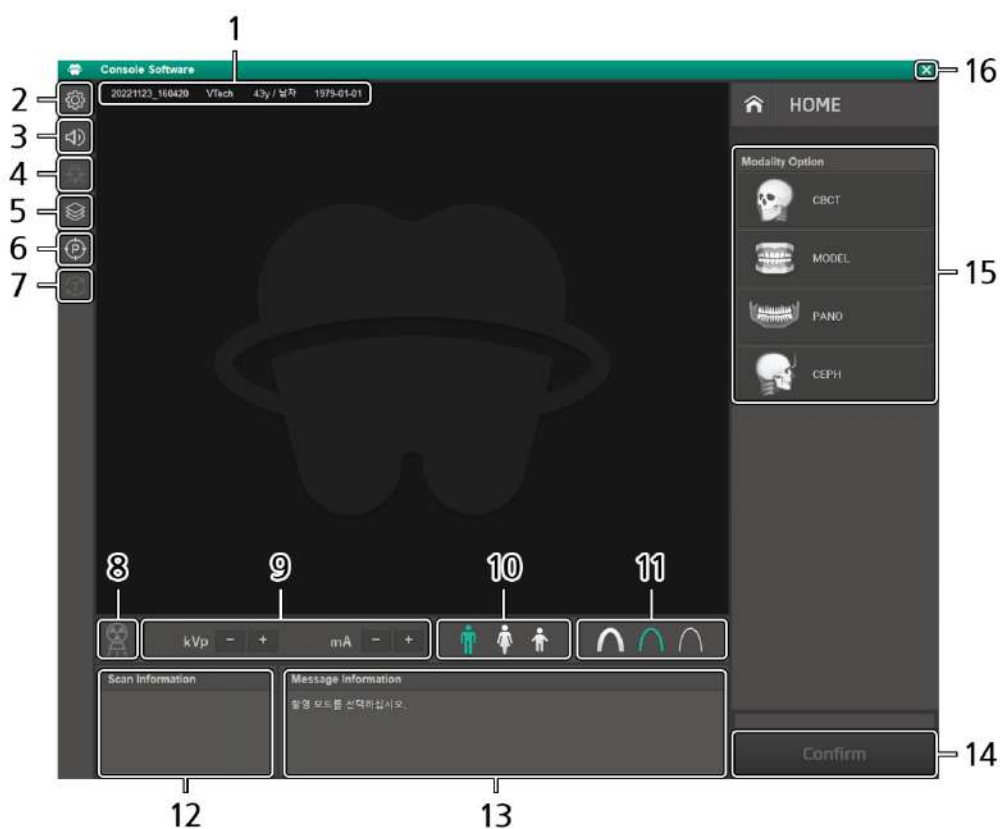 1
Console Software
16
20221123_160420 VTech 43y / 남자 1979-01-01
2
HOME
3
4
Modality Option
5
CBCT
6
MODEL
15
7
PANO
CEPH
8
9
10
11
kVp - + mA - +
Scan Information
Message Information
촬영 모드를 선택하십시오.
Confirm
14
12
13